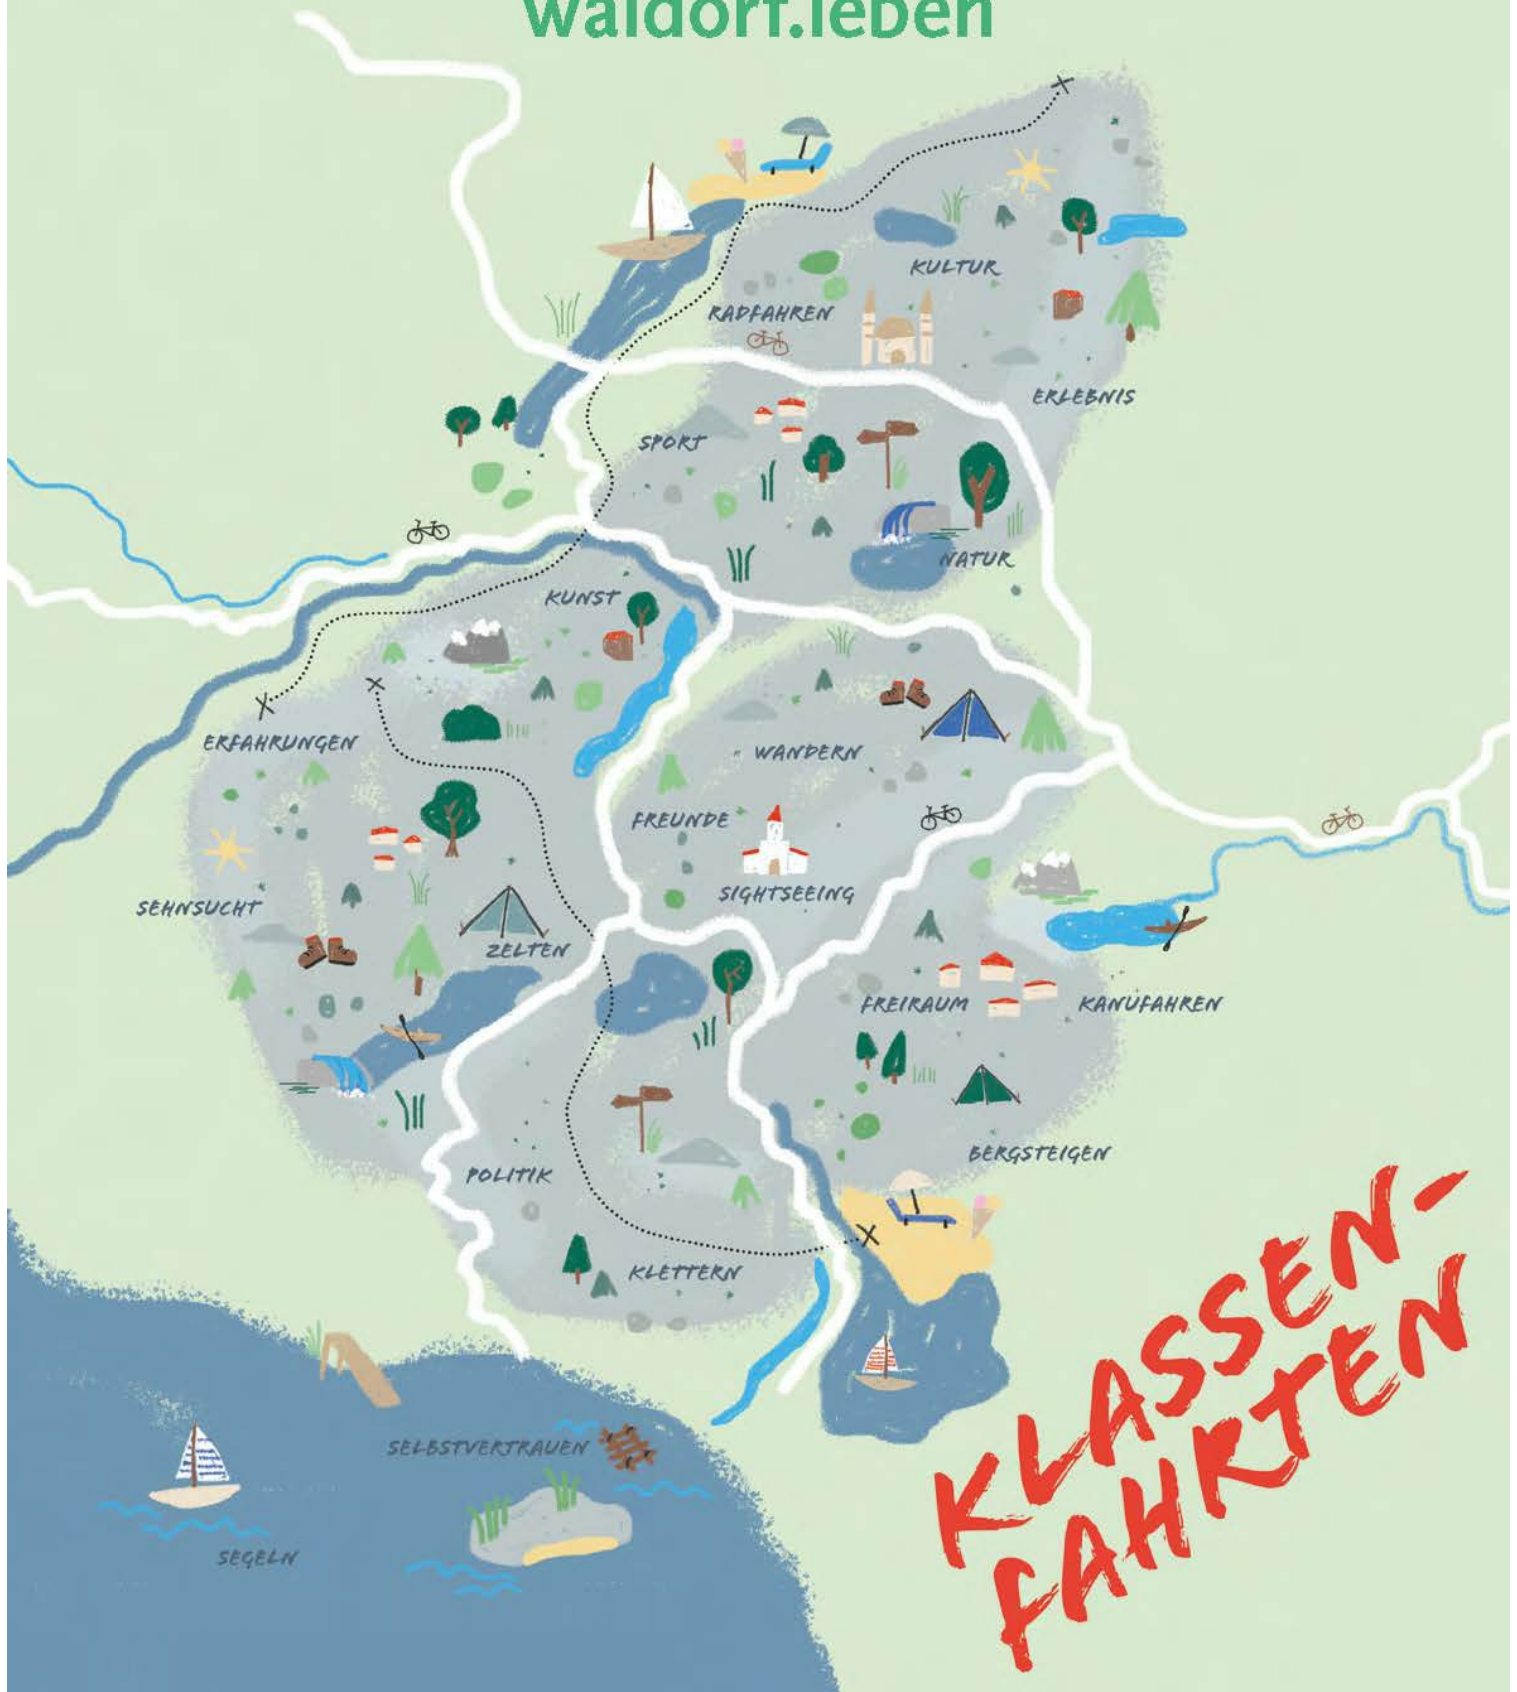 waldorf.leben
KULTUR
RADFAHREN
ERLEBNIS
SPORT
NATUR
KUNST
ERFAHRUNGEN
WANDERN
FREUNDE
SIGHTSEEING
SEHNSUCHT
ZELTEN
FREIRAUM
KANUFAHREN
BERGSTEIGEN
POLITIK
KLETTERN
SELBSTVERTRAUEN
SEGELN
KLASSEN-
FAHRTEN